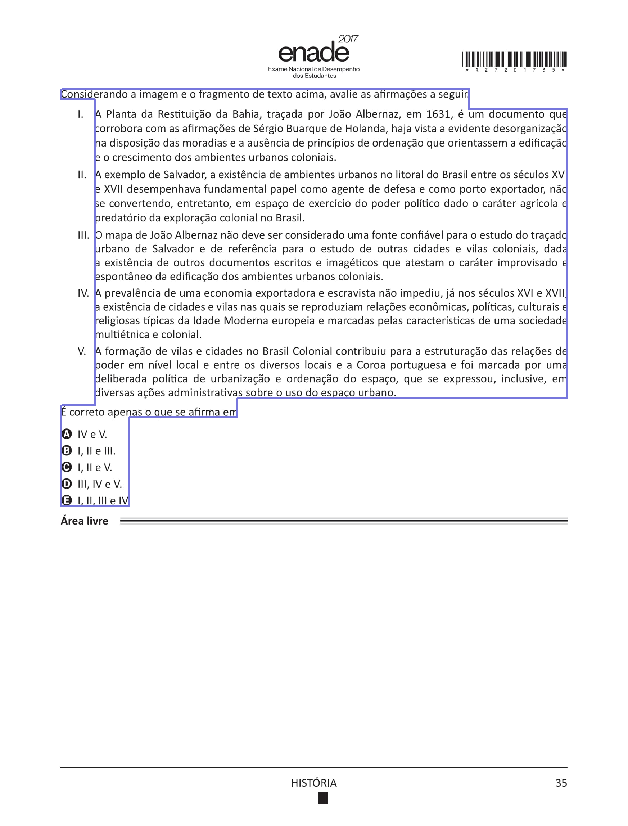 2017
enade
Exame Nacional de Desempenho
dos Estudantes
*R27201735*
Considerando a imagem e o fragmento de texto acima, avalie as afirmações a seguir.
I. A Planta da Restituição da Bahia, traçada por João Albernaz, em 1631, é um documento que
corrobora com as afirmações de Sérgio Buarque de Holanda, haja vista a evidente desorganização
na disposição das moradias e a ausência de princípios de ordenação que orientassem a edificação
e o crescimento dos ambientes urbanos coloniais.
II. A exemplo de Salvador, a existência de ambientes urbanos no litoral do Brasil entre os séculos XVI
e XVII desempenhava fundamental papel como agente de defesa e como porto exportador, não
se convertendo, entretanto, em espaço de exercício do poder político dado o caráter agrícola e
predatório da exploração colonial no Brasil.
III. O mapa de João Albernaz não deve ser considerado uma fonte confiável para o estudo do traçado
urbano de Salvador e de referência para o estudo de outras cidades e vilas coloniais, dada
a existência de outros documentos escritos e imagéticos que atestam o caráter improvisado e
espontâneo da edificação dos ambientes urbanos coloniais.
IV. A prevalência de uma economia exportadora e escravista não impediu, já nos séculos XVI e XVII,
a existência de cidades e vilas nas quais se reproduziam relações econômicas, políticas, culturais e
religiosas típicas da Idade Moderna europeia e marcadas pelas características de uma sociedade
multiétnica e colonial.
V. A formação de vilas e cidades no Brasil Colonial contribuiu para a estruturação das relações de
poder em nível local e entre os diversos locais e a Coroa portuguesa e foi marcada por uma
deliberada política de urbanização e ordenação do espaço, que se expressou, inclusive, em
diversas ações administrativas sobre o uso do espaço urbano.
É correto apenas o que se afirma em
A IV e V.
B I, II e III.
C I, II e V.
D III, IV e V.
E I, II, III e IV
Área livre
HISTÓRIA
35